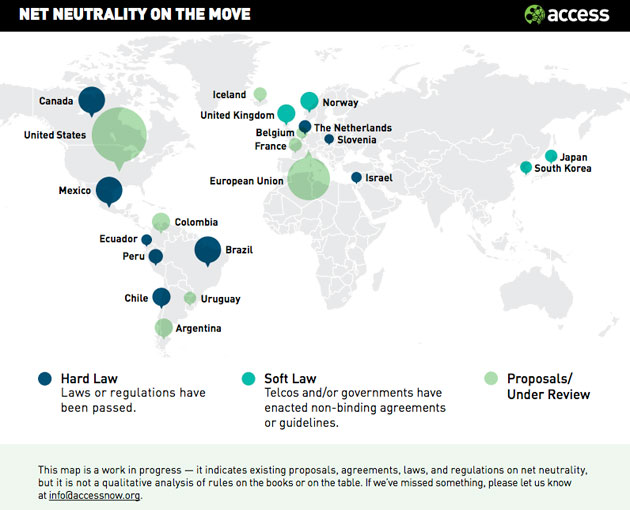 NET NEUTRALITY ON THE MOVE
access
Canada
United States
Mexico
Iceland
United Kingdom
Belgium
France
European Union
Norway
The Netherlands
Slovenia
Israel
Japan
South Korea
Colombia
Ecuador
Peru
Brazil
Chile
Uruguay
Argentina
Hard Law
Laws or regulations have
been passed.
Soft Law
Telcos and/or governments have
enacted non-binding agreements
or guidelines.
Proposals/
Under Review
This map is a work in progress — it indicates existing proposals, agreements, laws, and regulations on net neutrality,
but it is not a qualitative analysis of rules on the books or on the table. If we've missed something, please let us know
at info@accessnow.org.